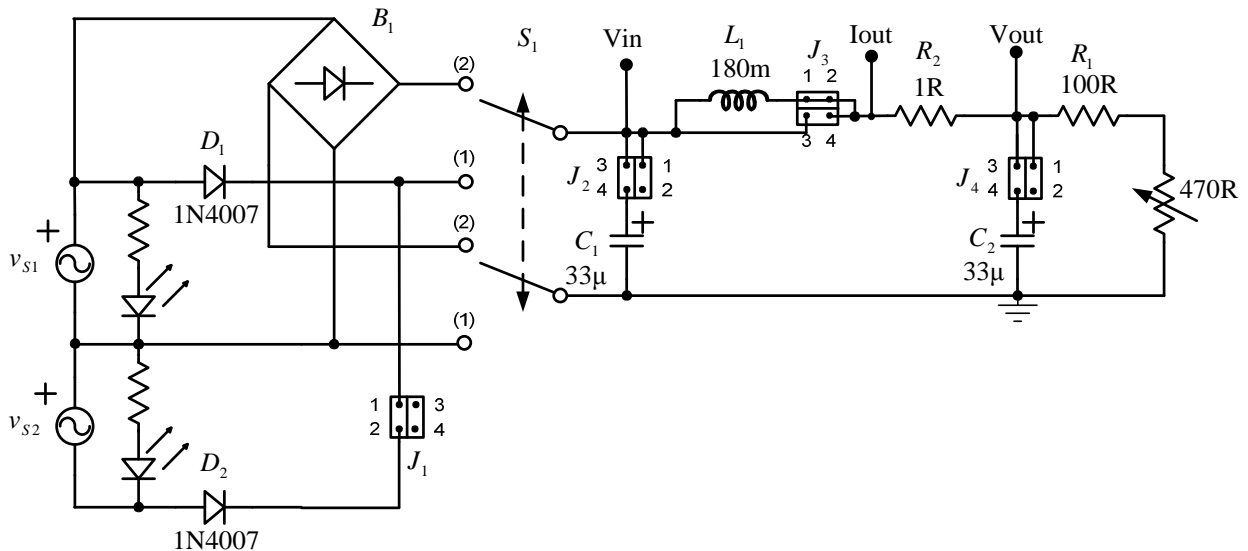 B1
S1
Vin
L1
180m
J3
1 2
3 4
Iout
R2
1R
Vout
R1
100R
(2)
D1
1N4007
(1)
(2)
(1)
+
vS1
J2
3 1
4 2
+
C1
33μ
J4
3 1
4 2
+
C2
33μ
470R
+
vS2
1 3
2 4
J1
D2
1N4007